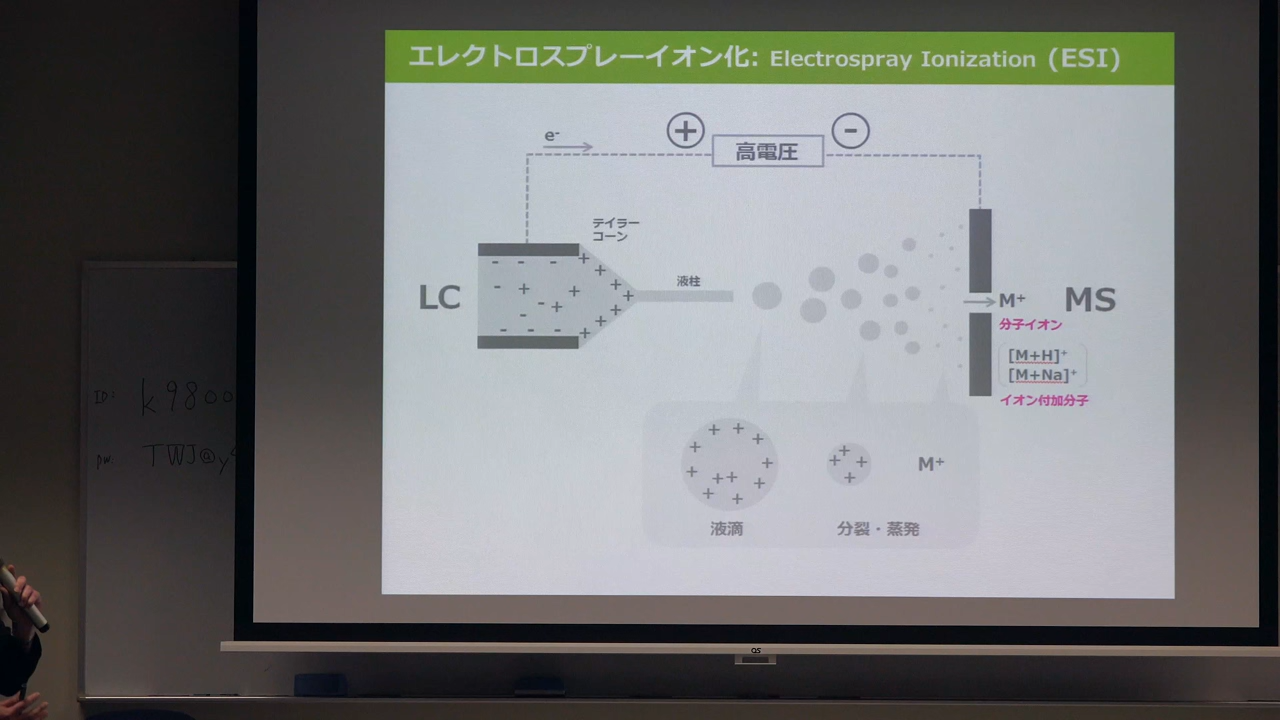 エレクトロスプレーイオン化: Electrospray Ionization (ESI)
e-
+
高電圧
-
テイラー
コーン
液柱
LC
M+
MS
分子イオン
[M+H]+
[M+Na]+
イオン付加分子
M+
液滴
分裂・蒸発
ID: k9800
pw: TWJ@y
QS